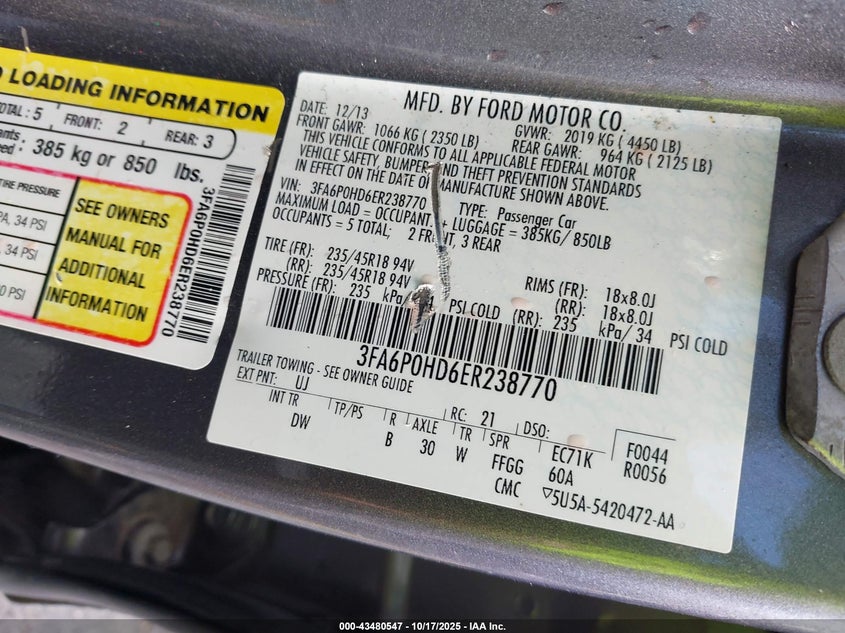 D LOADING INFORMATION
OTAL: 5 FRONT: 2 REAR: 3
385 kg or 850 lbs.
TIRE PRESSURE
PA, 34 PSI
34 PSI
0 PSI
SEE OWNERS
MANUAL FOR
ADDITIONAL
INFORMATION
3FA6P0HD6ER238770
MFD. BY FORD MOTOR CO.
DATE: 12/13 GVWR: 2019 KG ( 4450 LB)
FRONT GAWR: 1066 KG ( 2350 LB) REAR GAWR: 964 KG ( 2125 LB)
THIS VEHICLE CONFORMS TO ALL APPLICABLE FEDERAL MOTOR
VEHICLE SAFETY, BUMPER AND THEFT PREVENTION STANDARDS
IN EFFECT ON THE DATE OF MANUFACTURE SHOWN ABOVE.
VIN: 3FA6P0HD6ER238770 TYPE: Passenger Car
MAXIMUM LOAD = OCCUPANT + LUGGAGE = 385KG/ 850LB
OCCUPANTS = 5 TOTAL; 2 FRONT, 3 REAR
TIRE (FR): 235/45R18 94V RIMS (FR): 18x8.0J
(RR): 235/45R18 94V (RR): 18x8.0J
PRESSURE (FR): 235 kPa PSI COLD (RR): 235 kPa/ 34 PSI COLD
3FA6P0HD6ER238770
TRAILER TOWING - SEE OWNER GUIDE
EXT PNT: UJ RC: 21 DSO:
INT TR TP/PS R AXLE TR SPR EC71K F0044
DW B 30 W FFGG 60A R0056
CMC 5U5A-5420472-AA
000-43480547 | 10/17/2025 - IAA Inc.